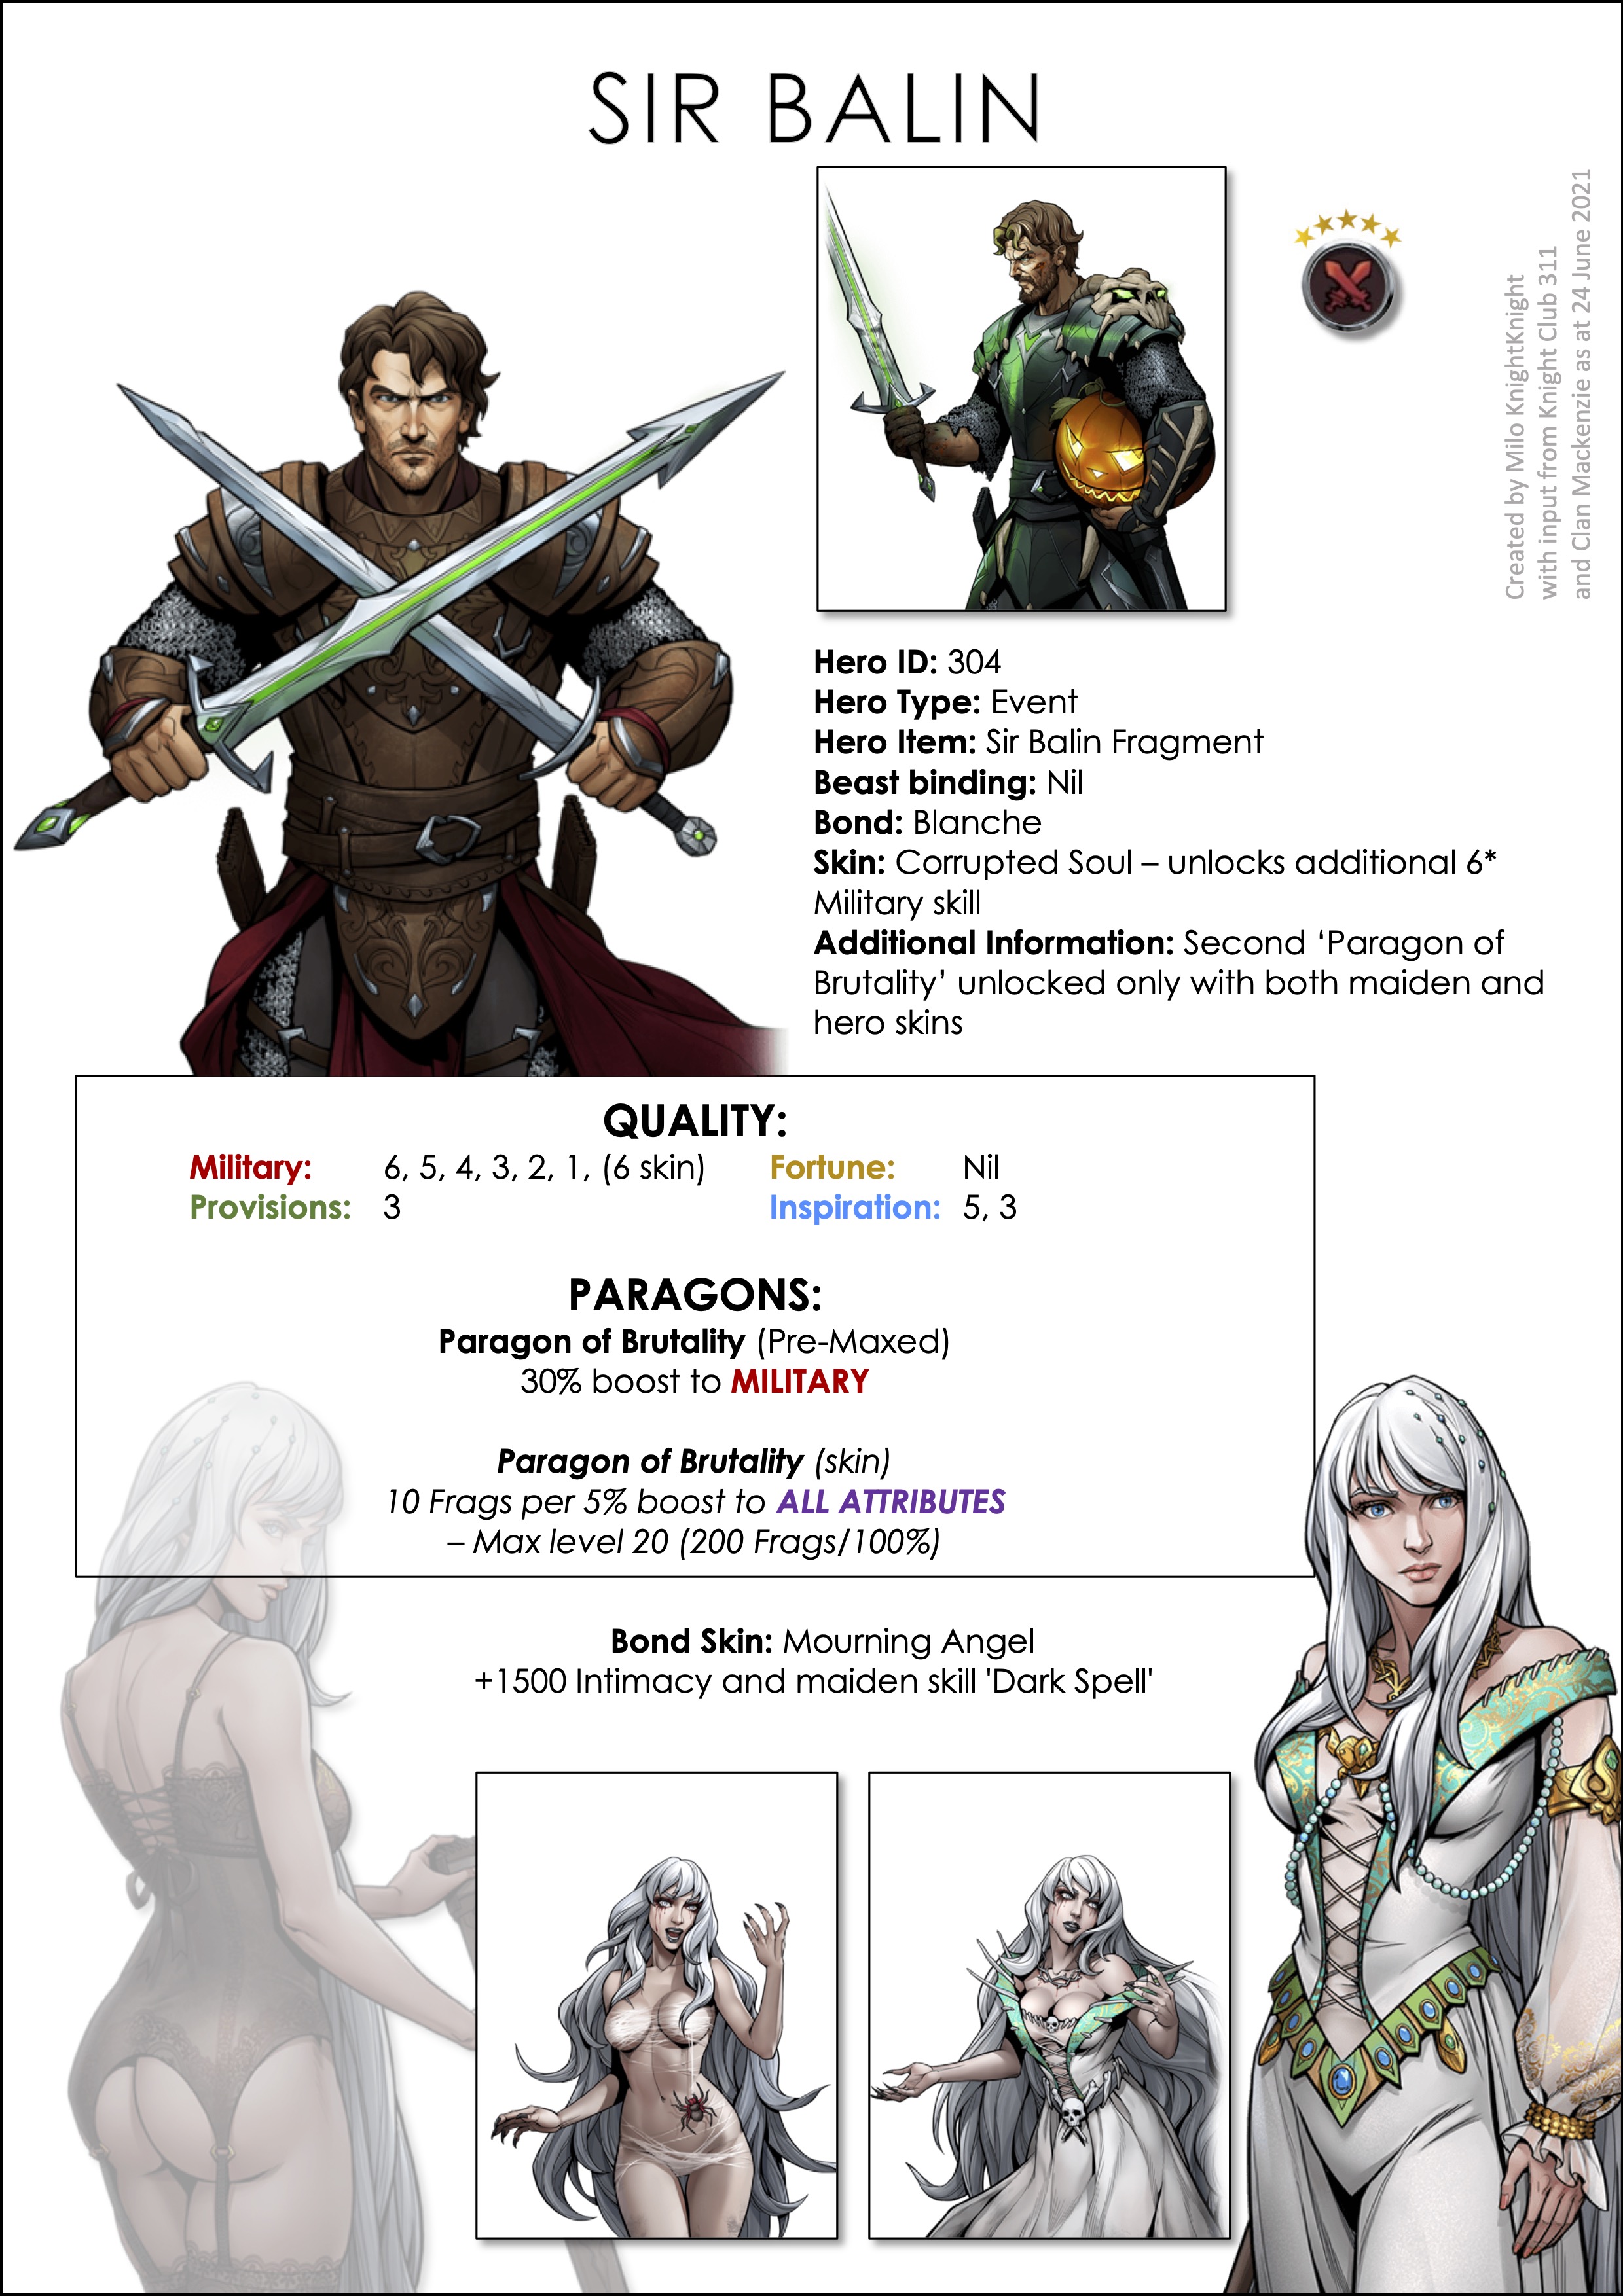 SIR BALIN
Created by Milo KnightKnight
with input from Knight Club 311
and Clan Mackenzie as at 24 June 2021
Hero ID: 304
Hero Type: Event
Hero Item: Sir Balin Fragment
Beast binding: Nil
Bond: Blanche
Skin: Corrupted Soul – unlocks additional 6*
Military skill
Additional Information: Second ‘Paragon of
Brutality’ unlocked only with both maiden and
hero skins
QUALITY:
Military: 6, 5, 4, 3, 2, 1, (6 skin) Fortune: Nil
Provisions: 3 Inspiration: 5, 3
PARAGONS:
Paragon of Brutality (Pre-Maxed)
30% boost to MILITARY
Paragon of Brutality (skin)
10 Frags per 5% boost to ALL ATTRIBUTES
– Max level 20 (200 Frags/100%)
Bond Skin: Mourning Angel
+1500 Intimacy and maiden skill 'Dark Spell'